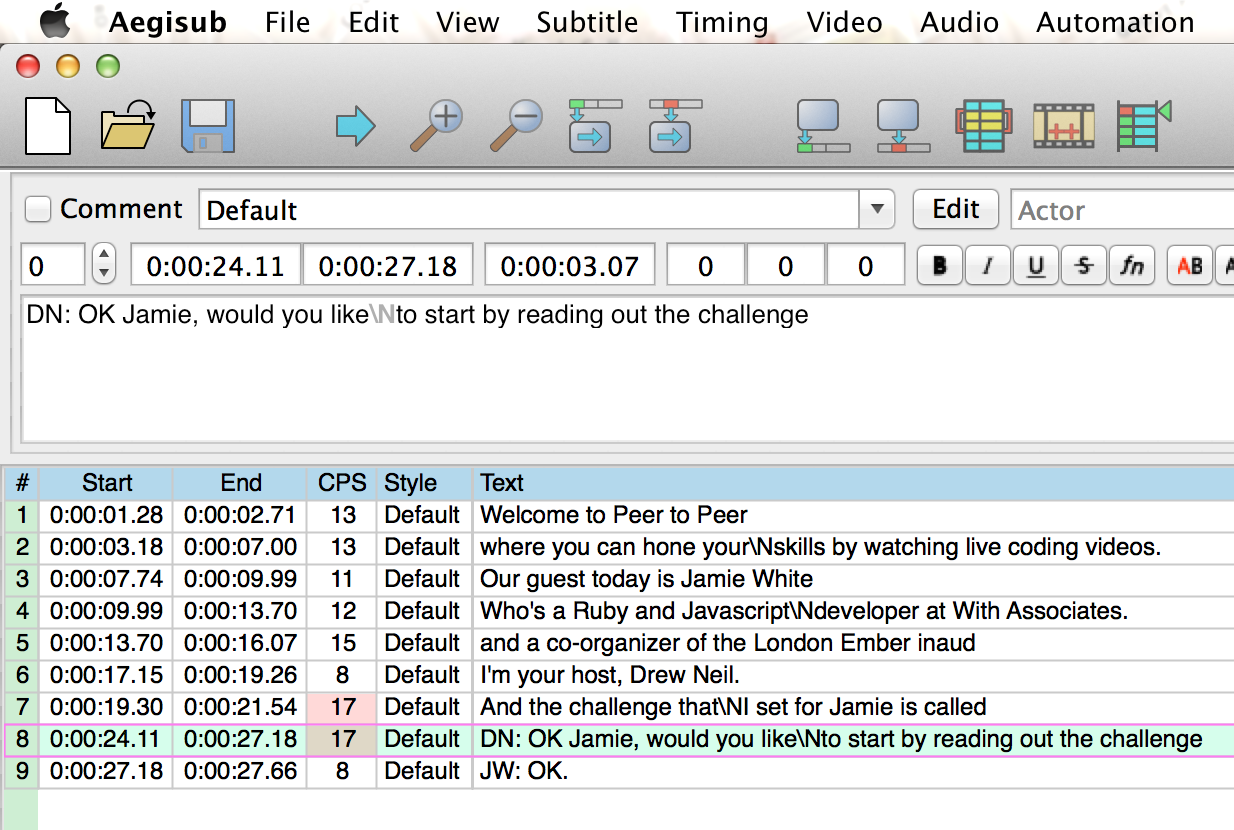 Aegisub File Edit View Subtitle Timing Video Audio Automation
Comment Default Edit Actor
0 0:00:24.11 0:00:27.18 0:00:03.07 0 0 0 B I U S fn AB
DN: OK Jamie, would you like\Nto start by reading out the challenge
# Start End CPS Style Text
1 0:00:01.28 0:00:02.71 13 Default Welcome to Peer to Peer
2 0:00:03.18 0:00:07.00 13 Default where you can hone your\Nskills by watching live coding videos.
3 0:00:07.74 0:00:09.99 11 Default Our guest today is Jamie White
4 0:00:09.99 0:00:13.70 12 Default Who's a Ruby and Javascript\Ndeveloper at With Associates.
5 0:00:13.70 0:00:16.07 15 Default and a co-organizer of the London Ember inaud
6 0:00:17.15 0:00:19.26 8 Default I'm your host, Drew Neil.
7 0:00:19.30 0:00:21.54 17 Default And the challenge that\NI set for Jamie is called
8 0:00:24.11 0:00:27.18 17 Default DN: OK Jamie, would you like\Nto start by reading out the challenge
9 0:00:27.18 0:00:27.66 8 Default JW: OK.